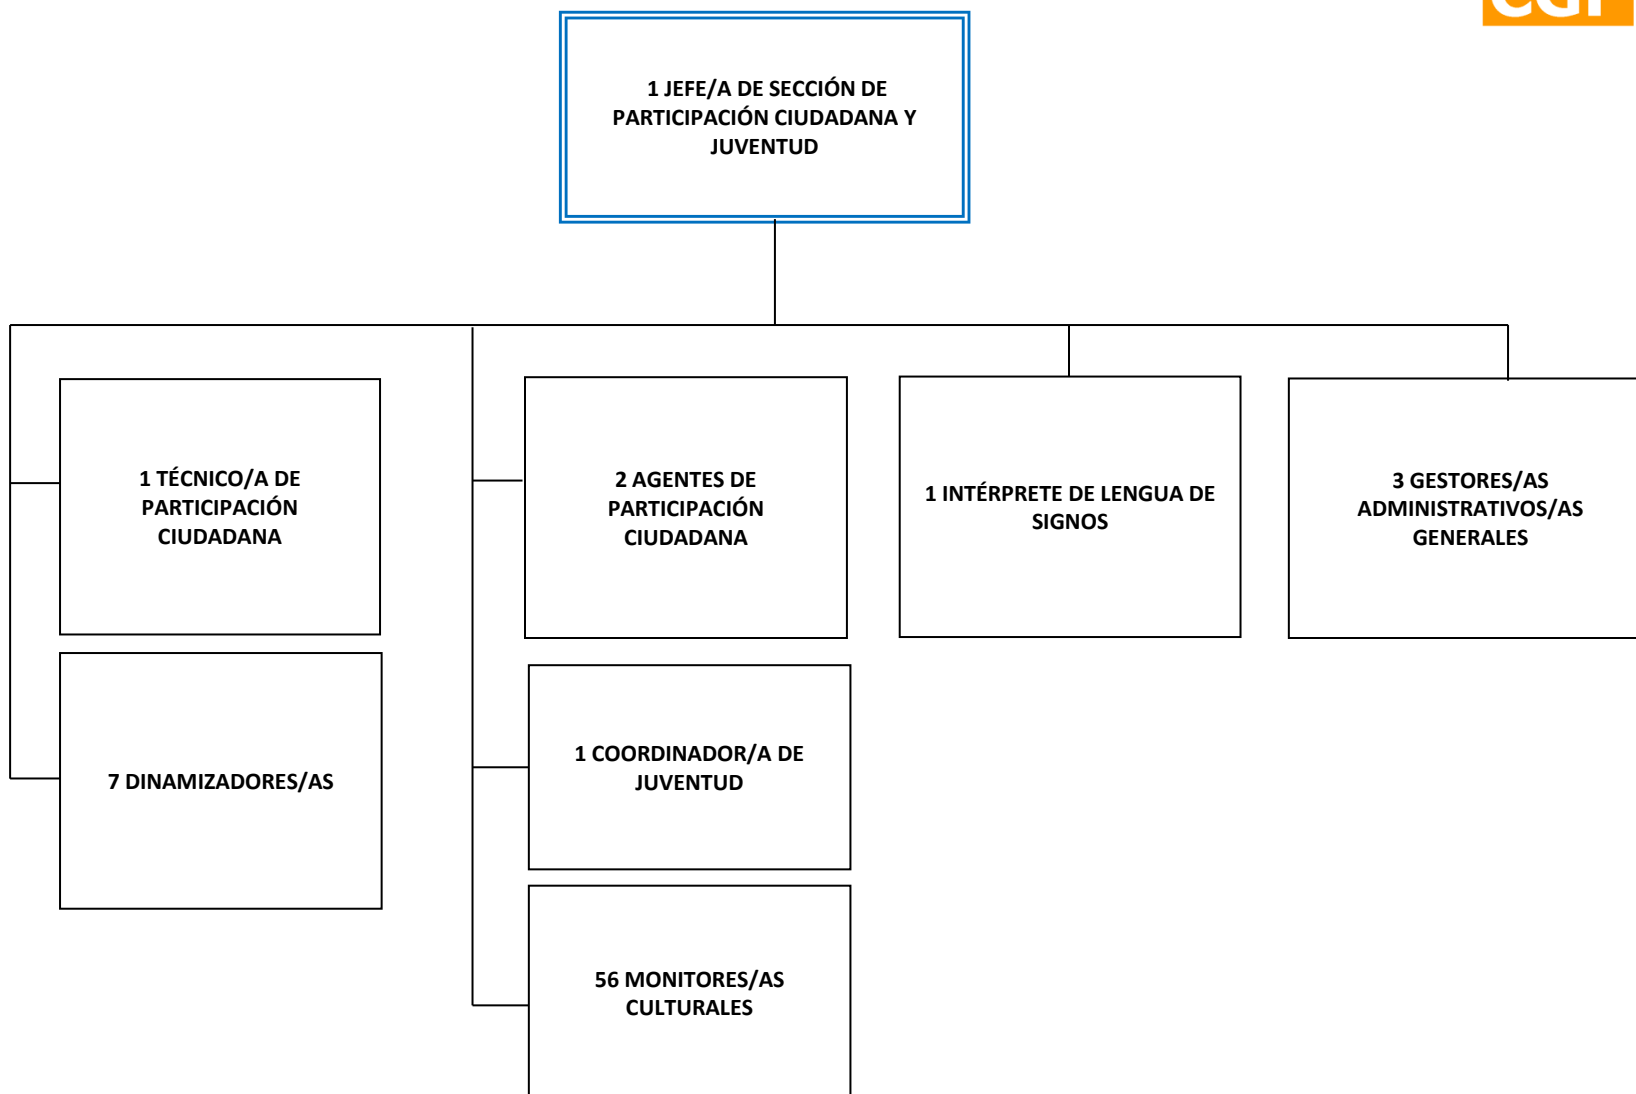 1 JEFE/A DE SECCIÓN DE
PARTICIPACIÓN CIUDADANA Y
JUVENTUD
1 TÉCNICO/A DE
PARTICIPACIÓN
CIUDADANA
2 AGENTES DE
PARTICIPACIÓN
CIUDADANA
1 INTÉRPRETE DE LENGUA DE
SIGNOS
3 GESTORES/AS
ADMINISTRATIVOS/AS
GENERALES
7 DINAMIZADORES/AS
1 COORDINADOR/A DE
JUVENTUD
56 MONITORES/AS
CULTURALES